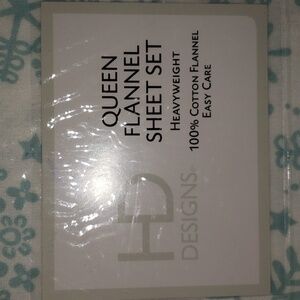 QUEEN
FLANNEL
SHEET SET
HEAVYWEIGHT
100% COTTON FLANNEL
EASY CARE
HD
DESIGNS